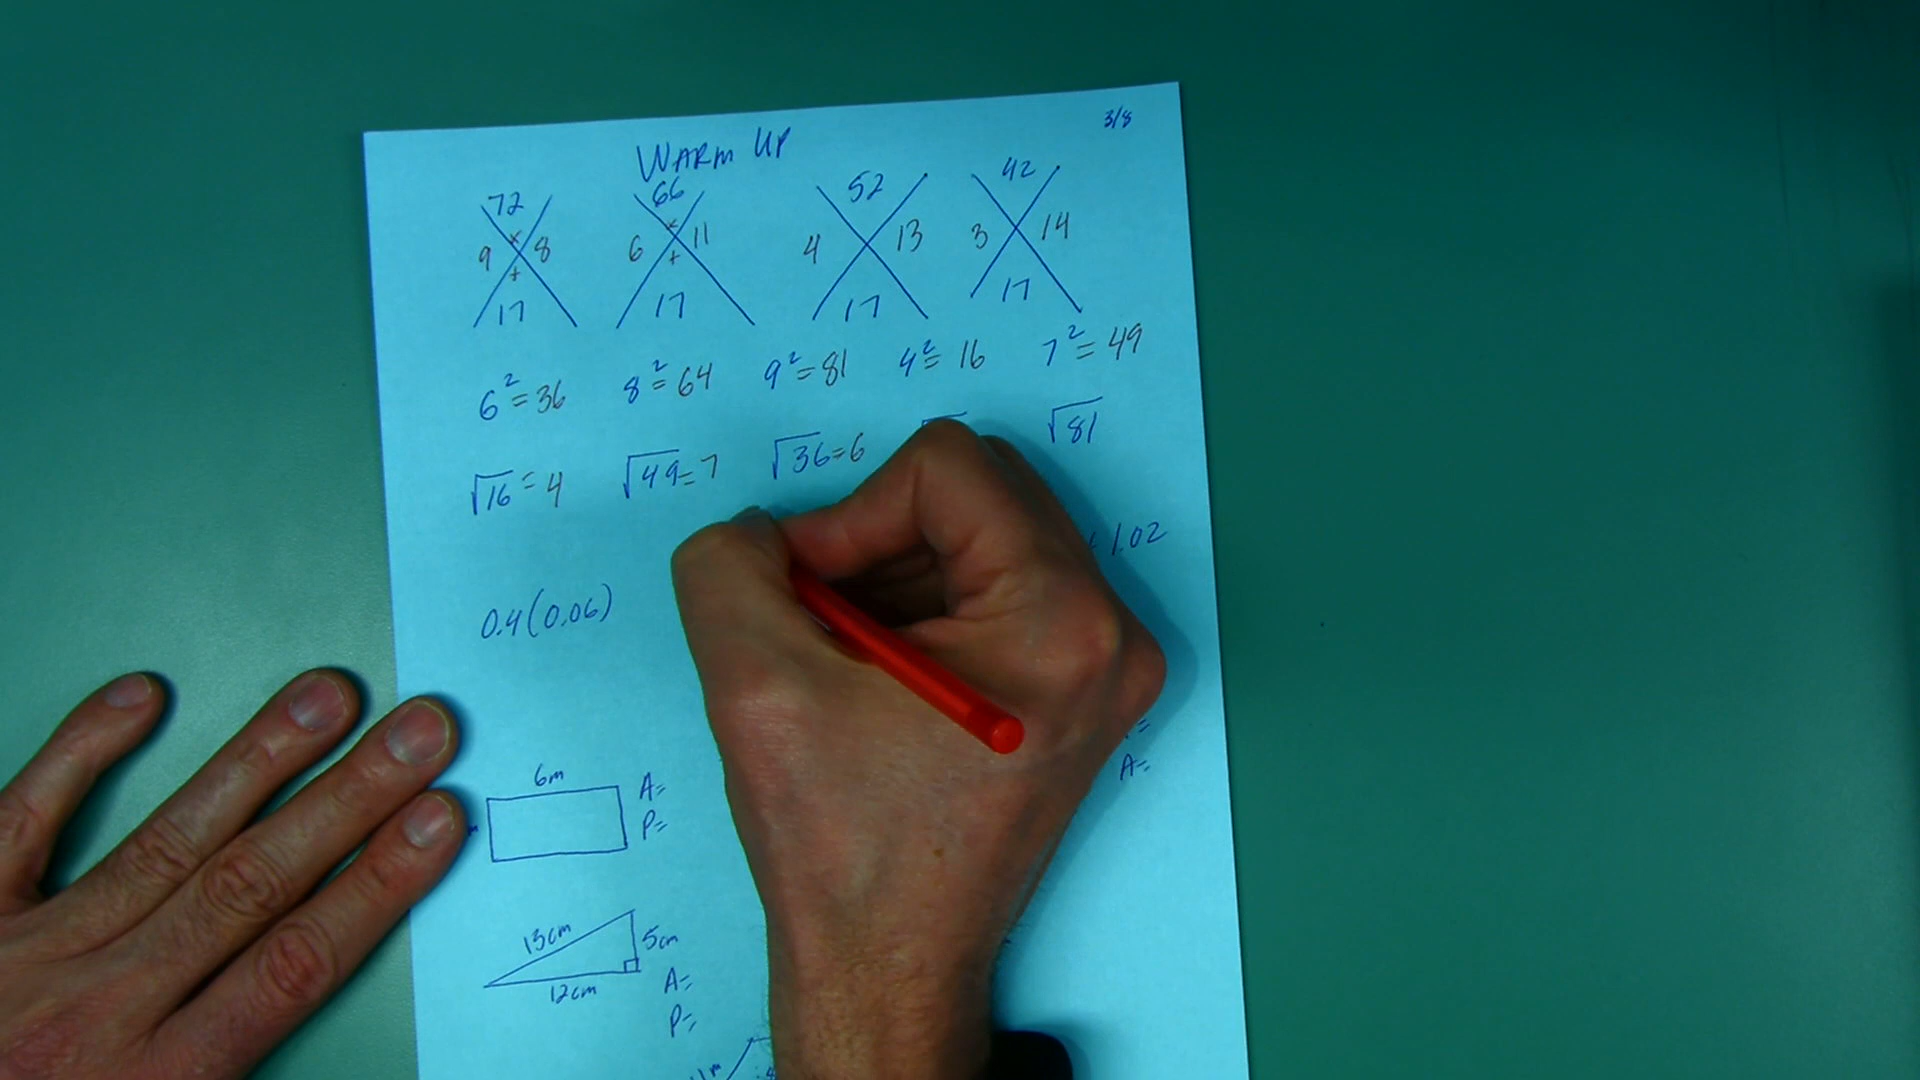 3/8
WARM UP
72 66 52 42
9 × 8 6 × 11 4 13 3 14
+ +
17 17 17 17
6² = 36 8² = 64 9² = 81 4² = 16 7² = 49
√16 = 4 √49 = 7 √36 = 6 √81
1.02
0.4(0.06)
A=
6m A=
P=
13cm 5cm
12cm A=
P=